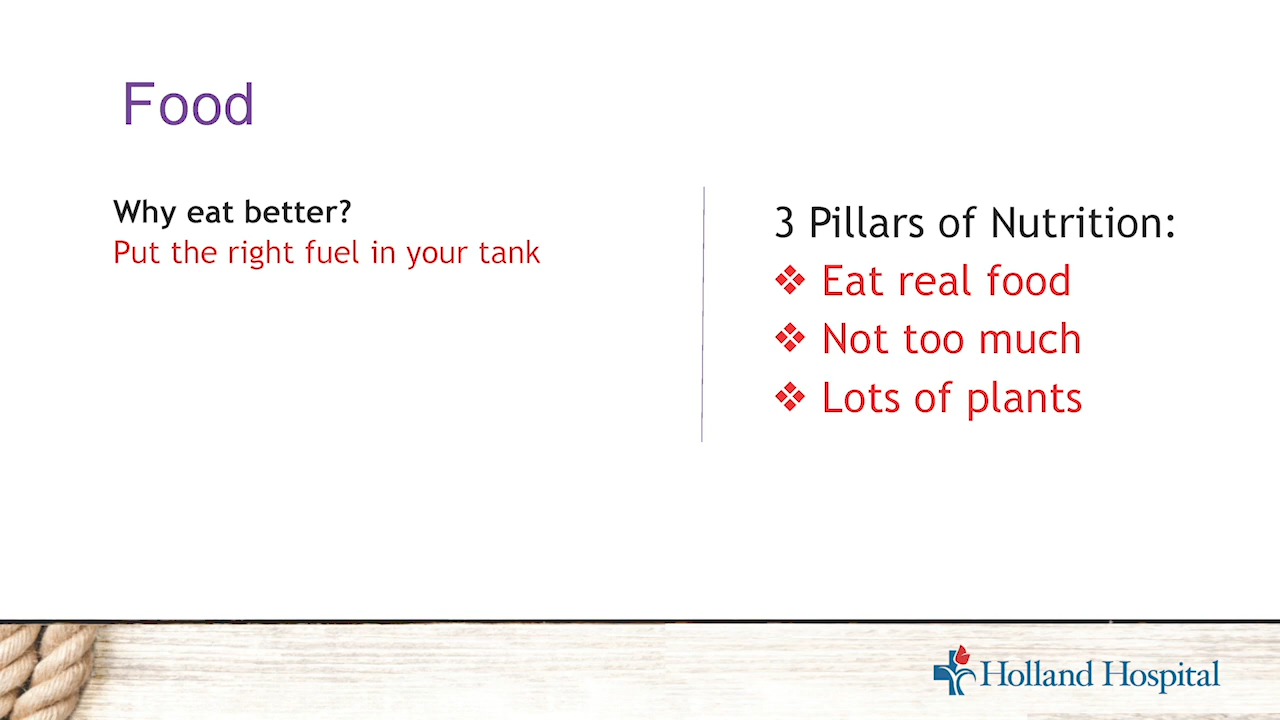 Food
Why eat better?
Put the right fuel in your tank
3 Pillars of Nutrition:
❖ Eat real food
❖ Not too much
❖ Lots of plants
Holland Hospital